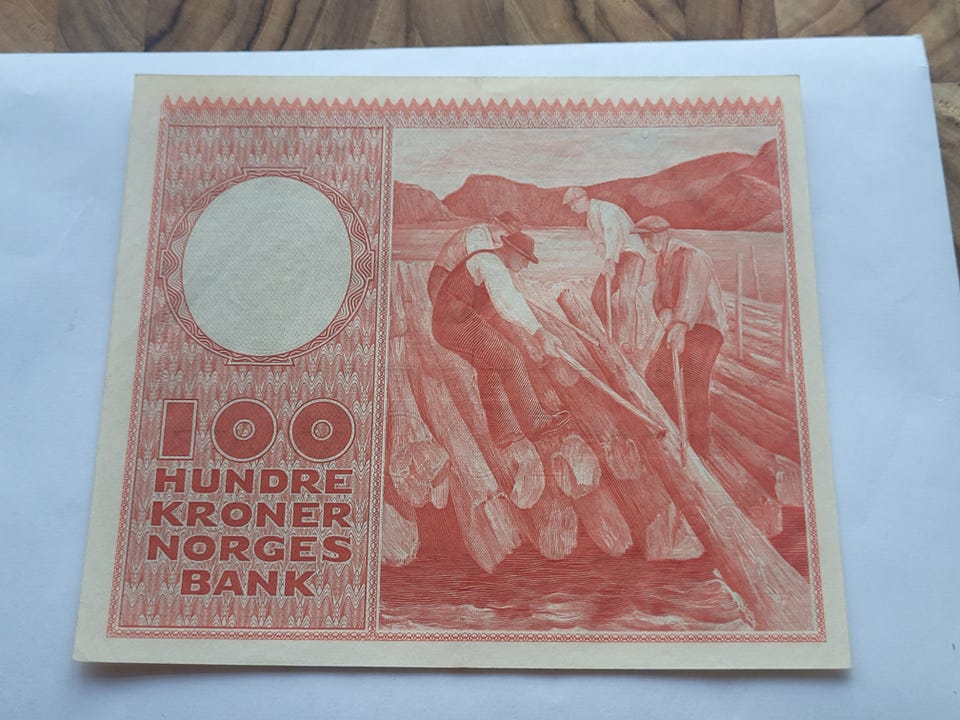 100
HUNDRE
KRONER
NORGES
BANK